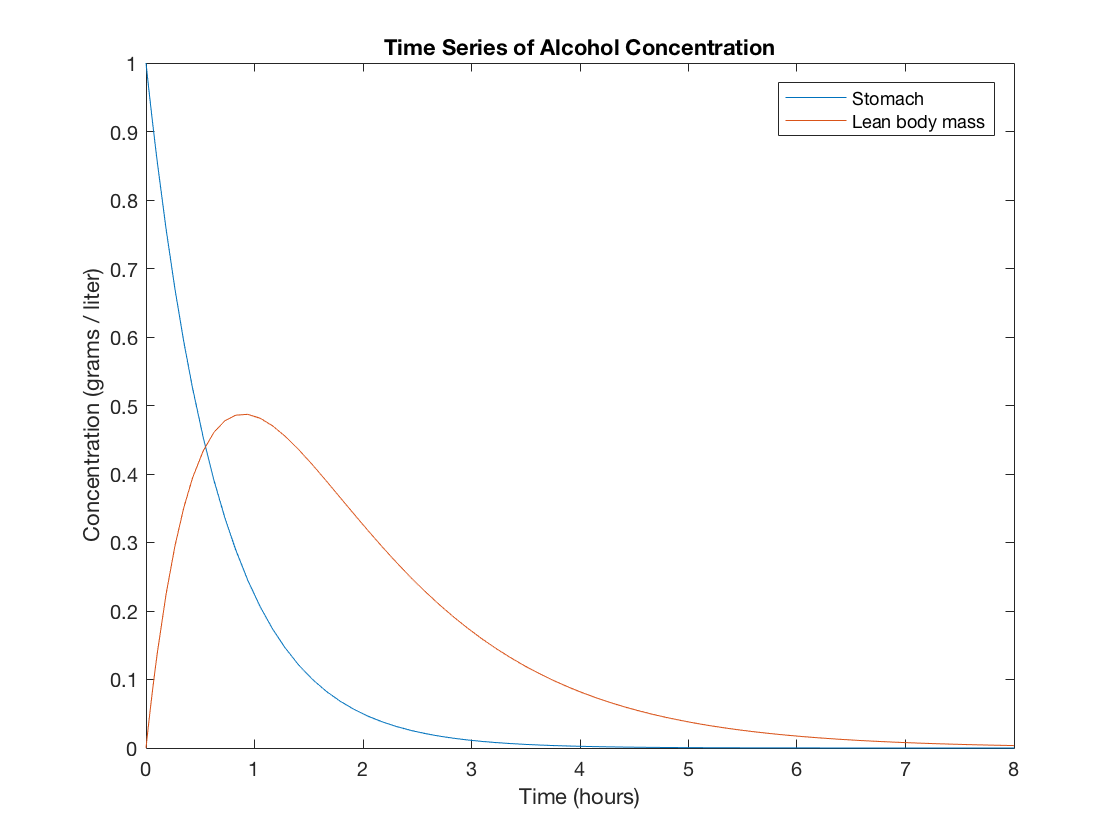 Time Series of Alcohol Concentration
Stomach
Lean body mass
1
0.9
0.8
0.7
0.6
0.5
0.4
0.3
0.2
0.1
0
Concentration (grams / liter)
0 1 2 3 4 5 6 7 8
Time (hours)